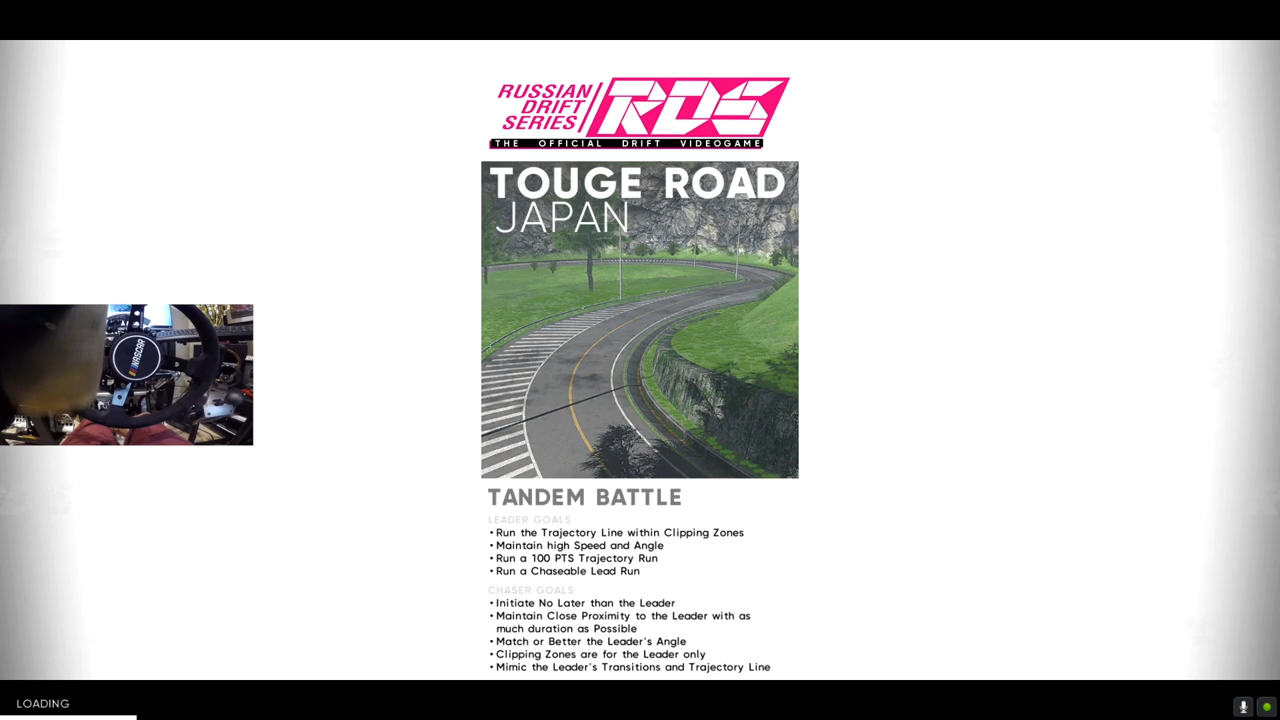 RUSSIAN
DRIFT
SERIES
RDS
THE OFFICIAL DRIFT VIDEOGAME
TOUGE ROAD
JAPAN
NASCAR
TANDEM BATTLE
LEADER GOALS
• Run the Trajectory Line within Clipping Zones
• Maintain high Speed and Angle
• Run a 100 PTS Trajectory Run
• Run a Chaseable Lead Run
CHASER GOALS
• Initiate No Later than the Leader
• Maintain Close Proximity to the Leader with as
much duration as Possible
• Match or Better the Leader's Angle
• Clipping Zones are for the Leader only
• Mimic the Leader's Transitions and Trajectory Line
LOADING